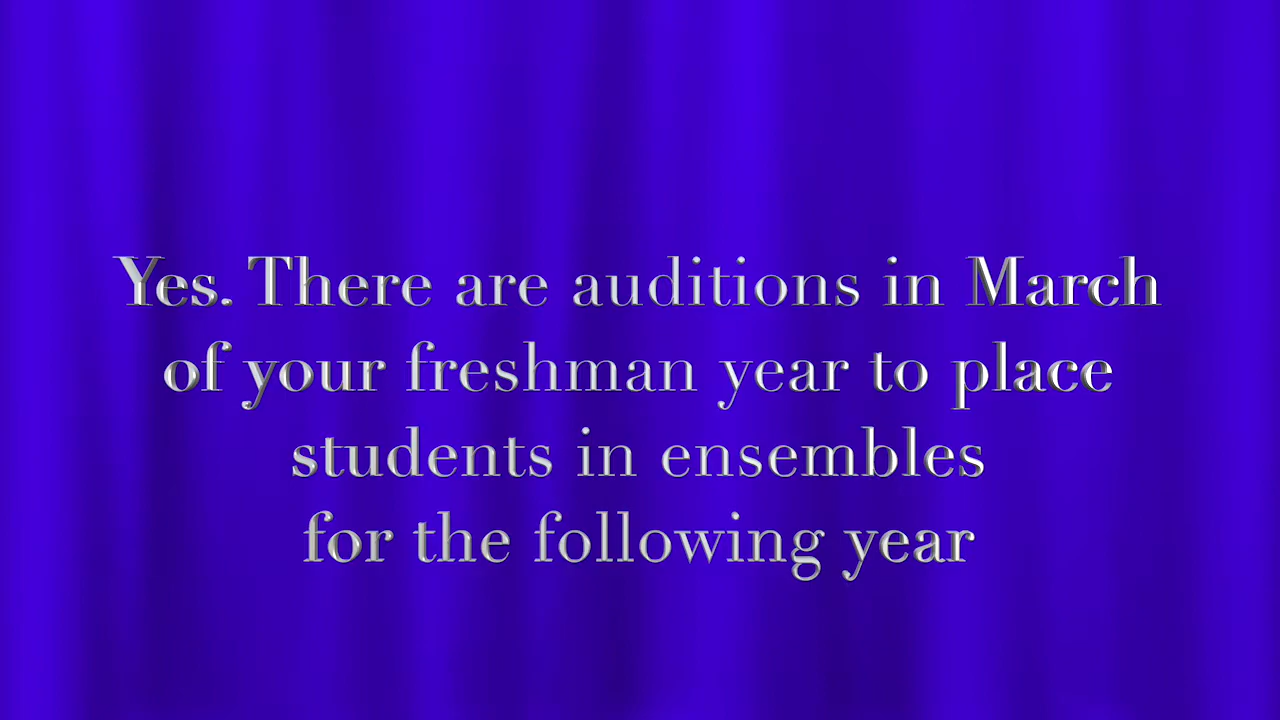 Yes. There are auditions in March
of your freshman year to place
students in ensembles
for the following year